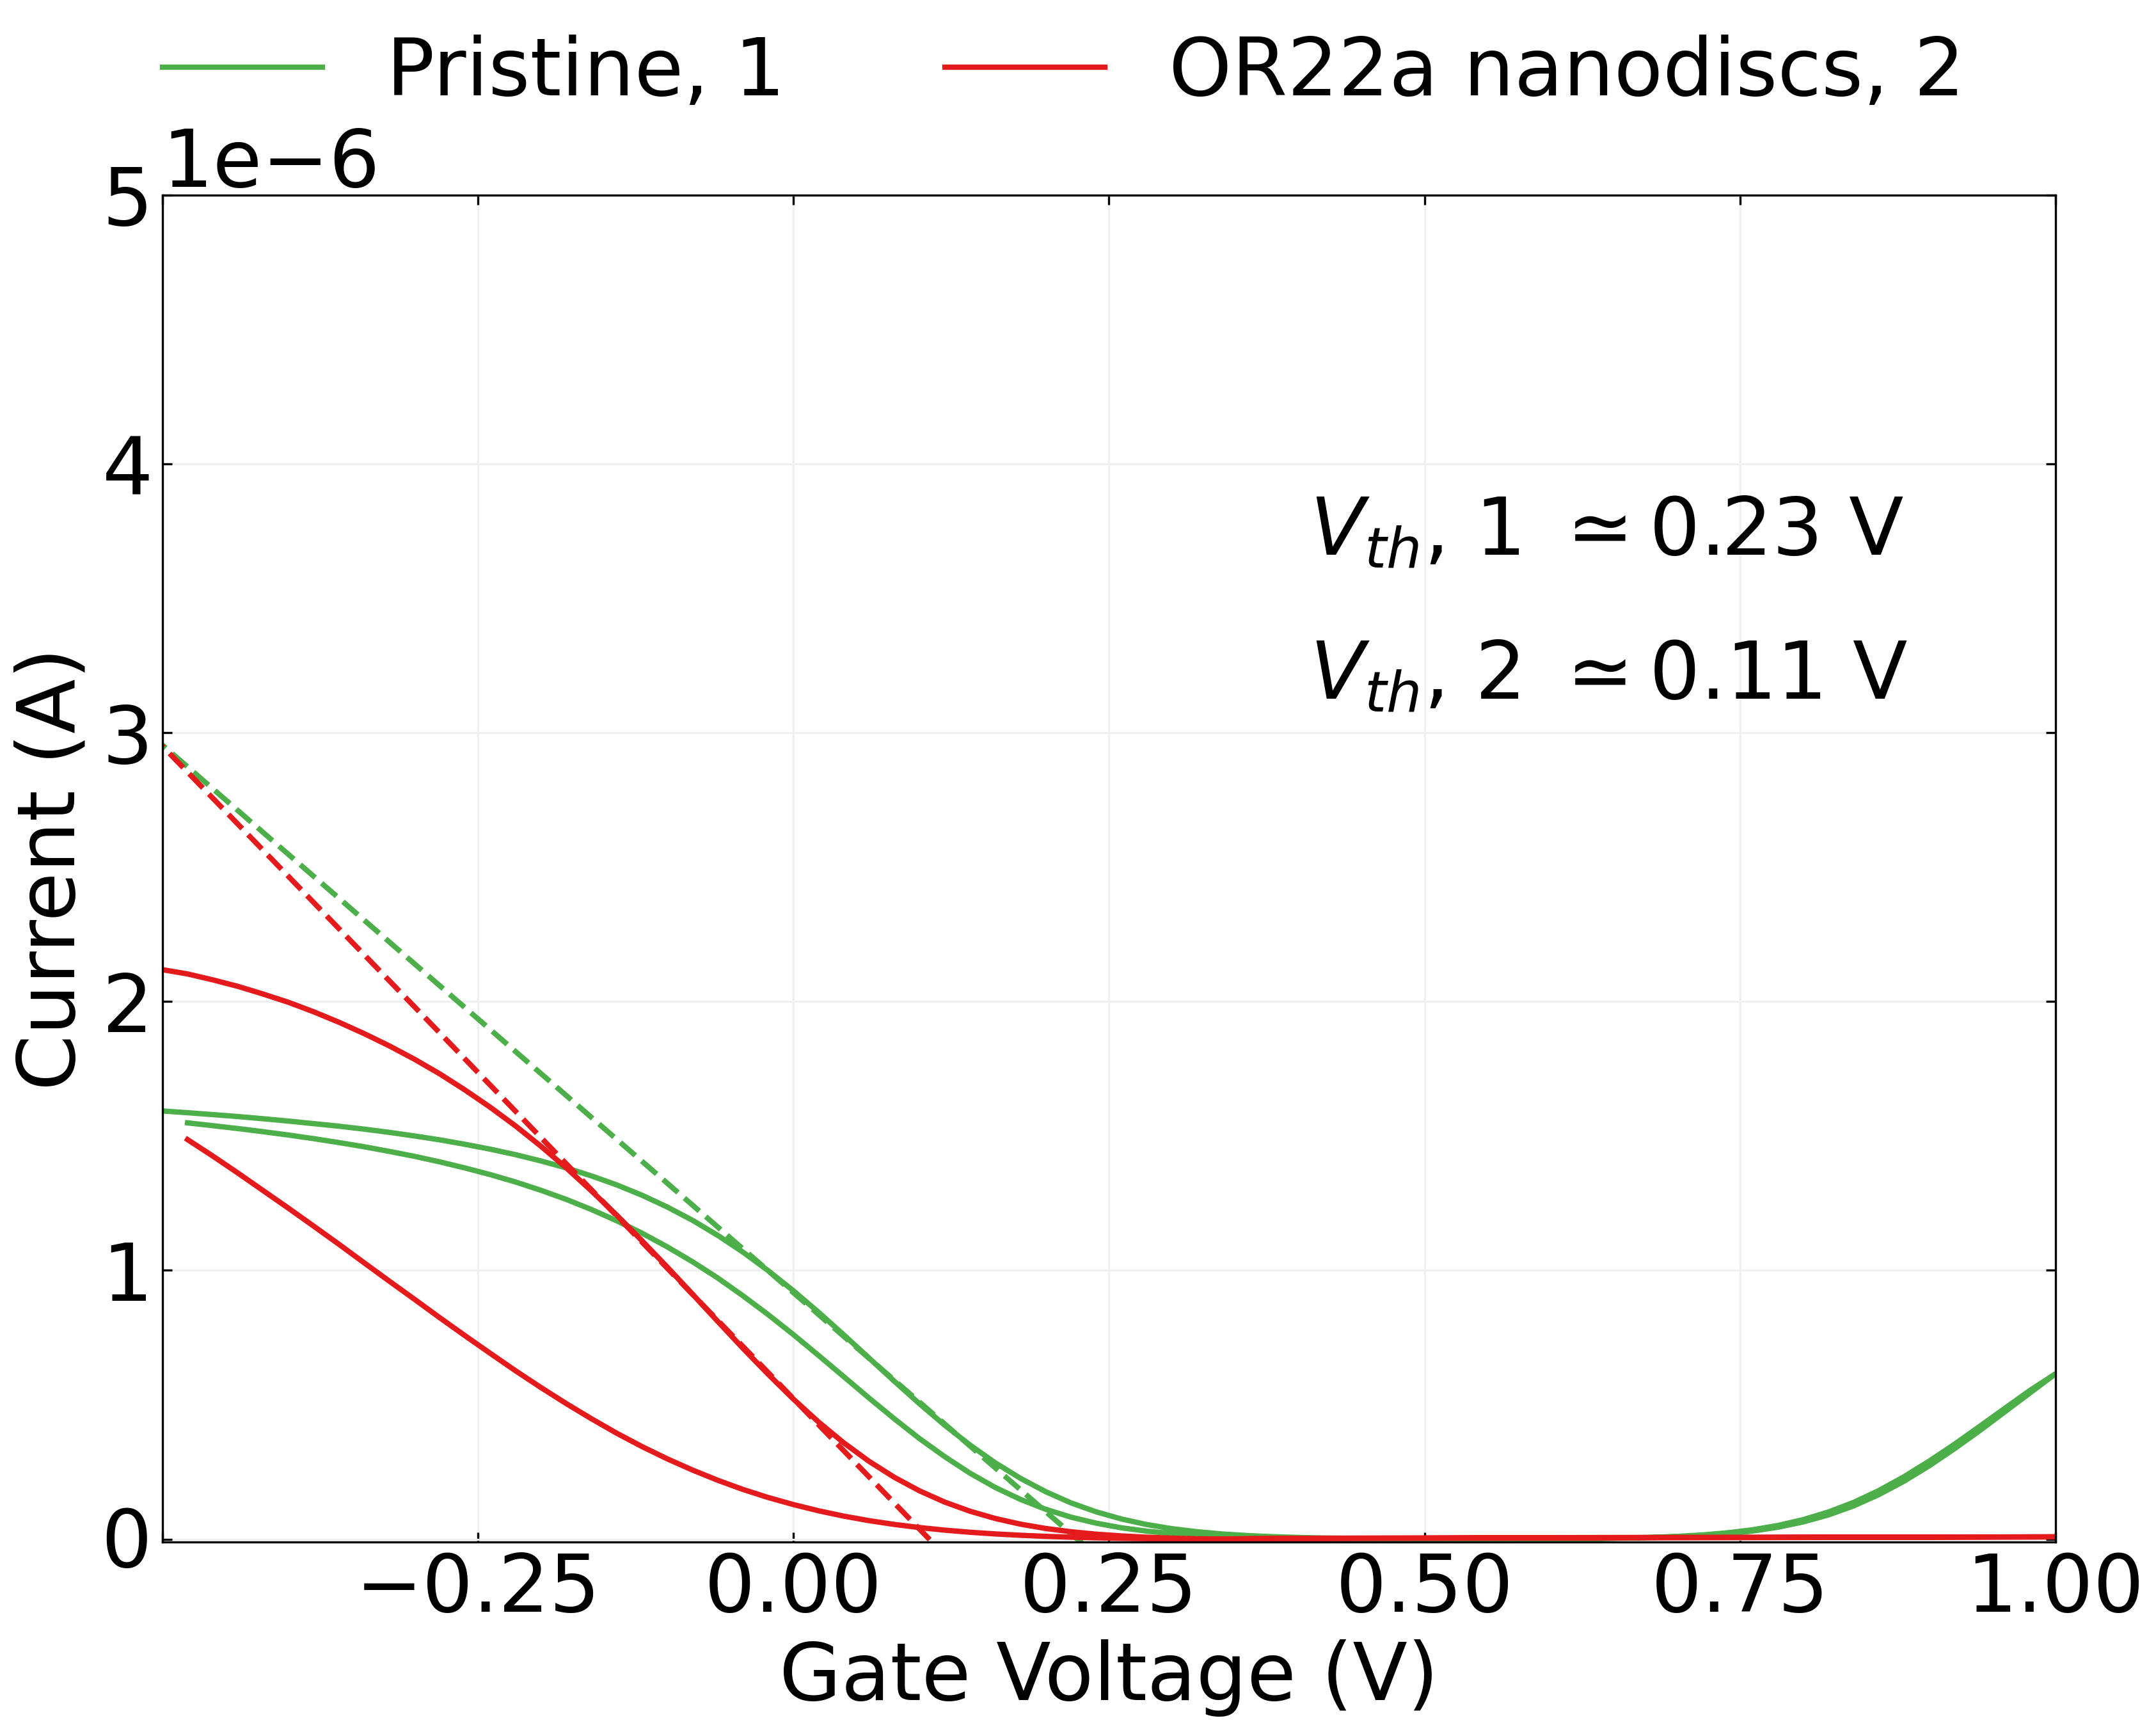 Pristine, 1
OR22a nanodiscs, 2
1e−6
5
4
3
2
1
0
Current (A)
V_th, 1 ≃0.23 V
V_th, 2 ≃0.11 V
−0.25
0.00
0.25
0.50
0.75
1.00
Gate Voltage (V)